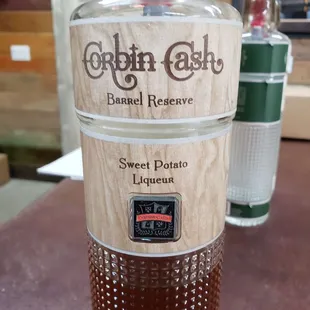 Corbin Cash
Barrel Reserve
Sweet Potato
Liqueur